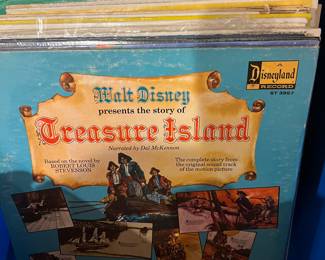 Walt Disney
presents the story of
Treasure Island
Narrated by Dal McKennon
Based on the novel by
ROBERT LOUIS
STEVENSON
The complete story from
the original sound track
of the motion picture
Disneyland
RECORD
ST 3997